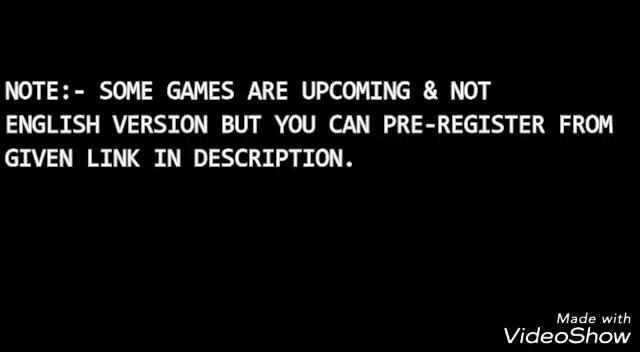 NOTE:- SOME GAMES ARE UPCOMING & NOT
ENGLISH VERSION BUT YOU CAN PRE-REGISTER FROM
GIVEN LINK IN DESCRIPTION.
Made with
VideoShow